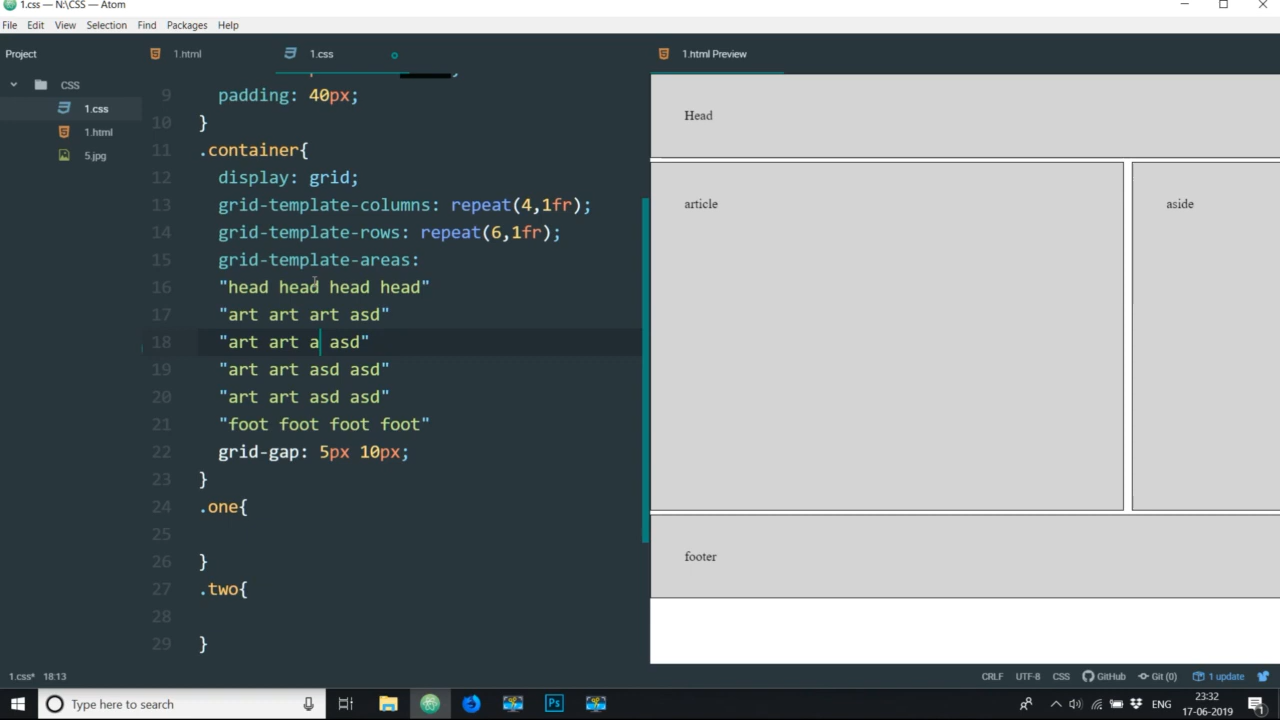 1.css — N:\CSS — Atom
File Edit View Selection Find Packages Help
Project
1.html
1.css
1.html Preview
CSS
1.css
1.html
5.jpg
9 padding: 40px;
10 }
11 .container{
12 display: grid;
13 grid-template-columns: repeat(4,1fr);
14 grid-template-rows: repeat(6,1fr);
15 grid-template-areas:
16 "head head head head"
17 "art art art asd"
18 "art art a asd"
19 "art art asd asd"
20 "art art asd asd"
21 "foot foot foot foot"
22 grid-gap: 5px 10px;
23 }
24 .one{
25
26 }
27 .two{
28
29 }
Head
article
aside
footer
1.css* 18:13
CRLF UTF-8 CSS GitHub Git (0) 1 update
Type here to search
Ps
ENG
23:32
17-06-2019
1